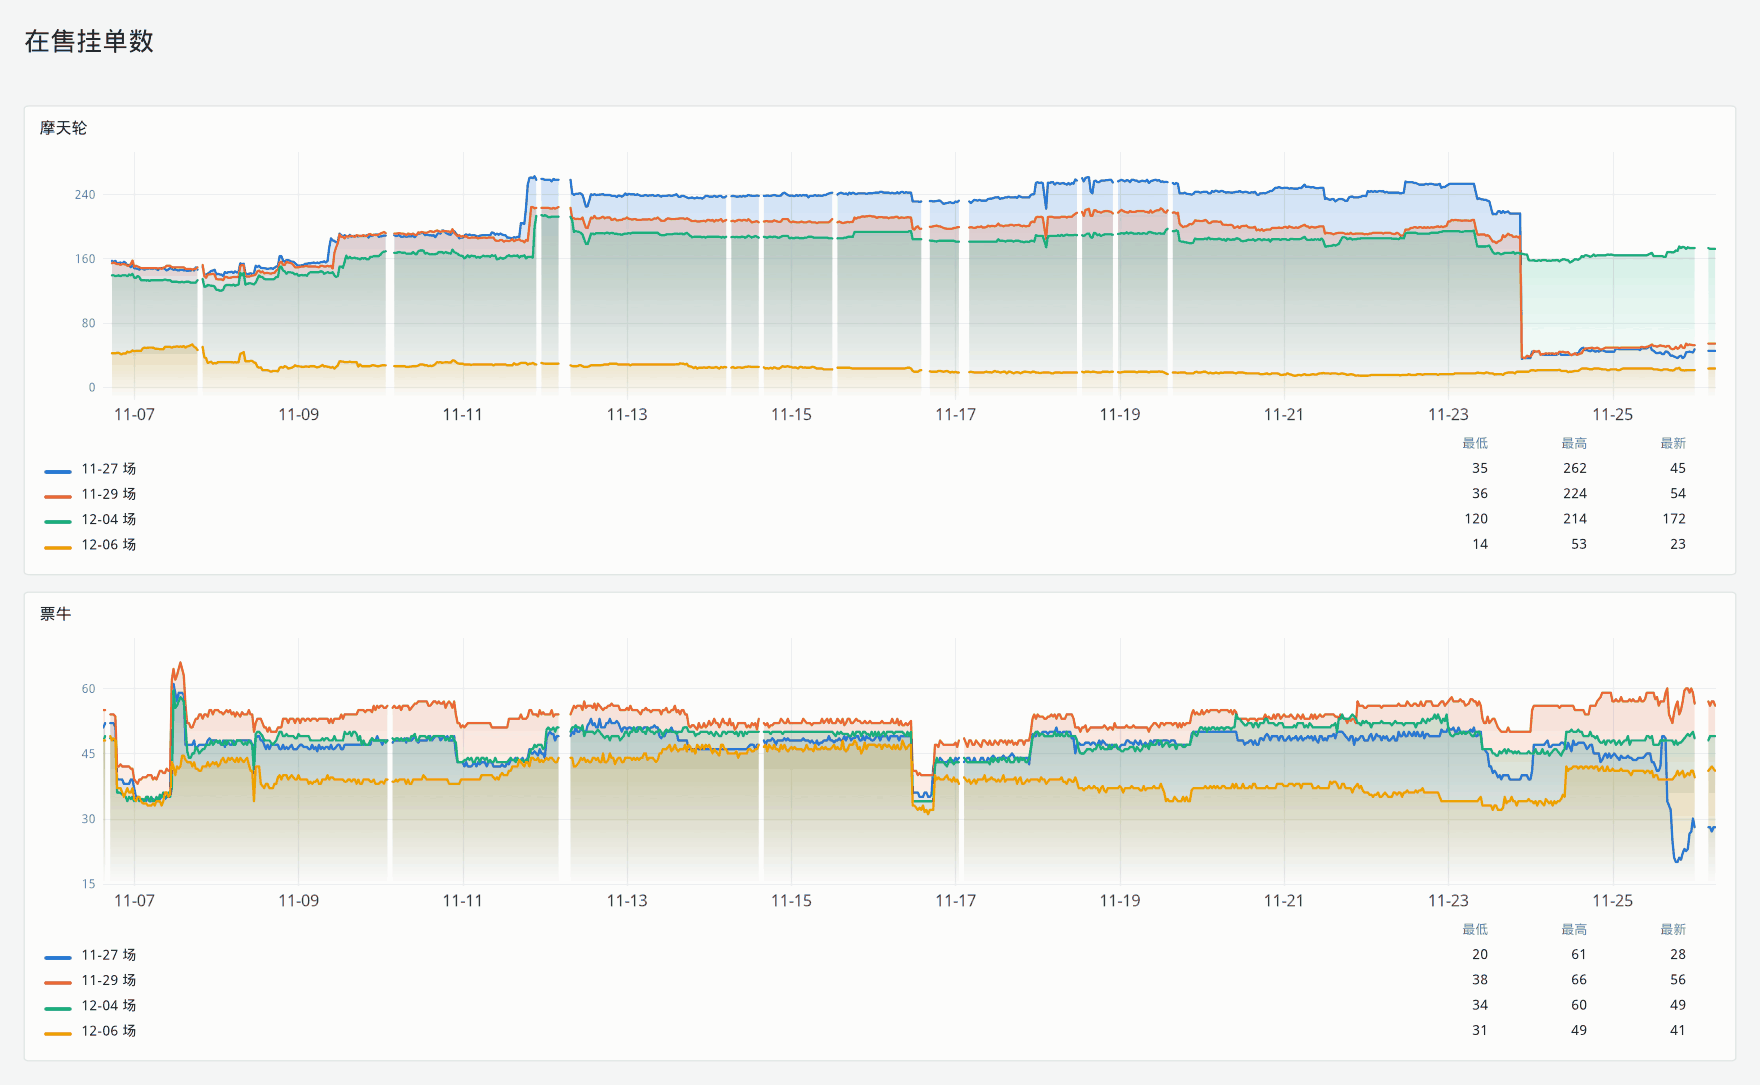 在售挂单数
摩天轮
240
160
80
0
11-07 11-09 11-11 11-13 11-15 11-17 11-19 11-21 11-23 11-25
最低 最高 最新
11-27 场 35 262 45
11-29 场 36 224 54
12-04 场 120 214 172
12-06 场 14 53 23
票牛
60
45
30
15
11-07 11-09 11-11 11-13 11-15 11-17 11-19 11-21 11-23 11-25
最低 最高 最新
11-27 场 20 61 28
11-29 场 38 66 56
12-04 场 34 60 49
12-06 场 31 49 41